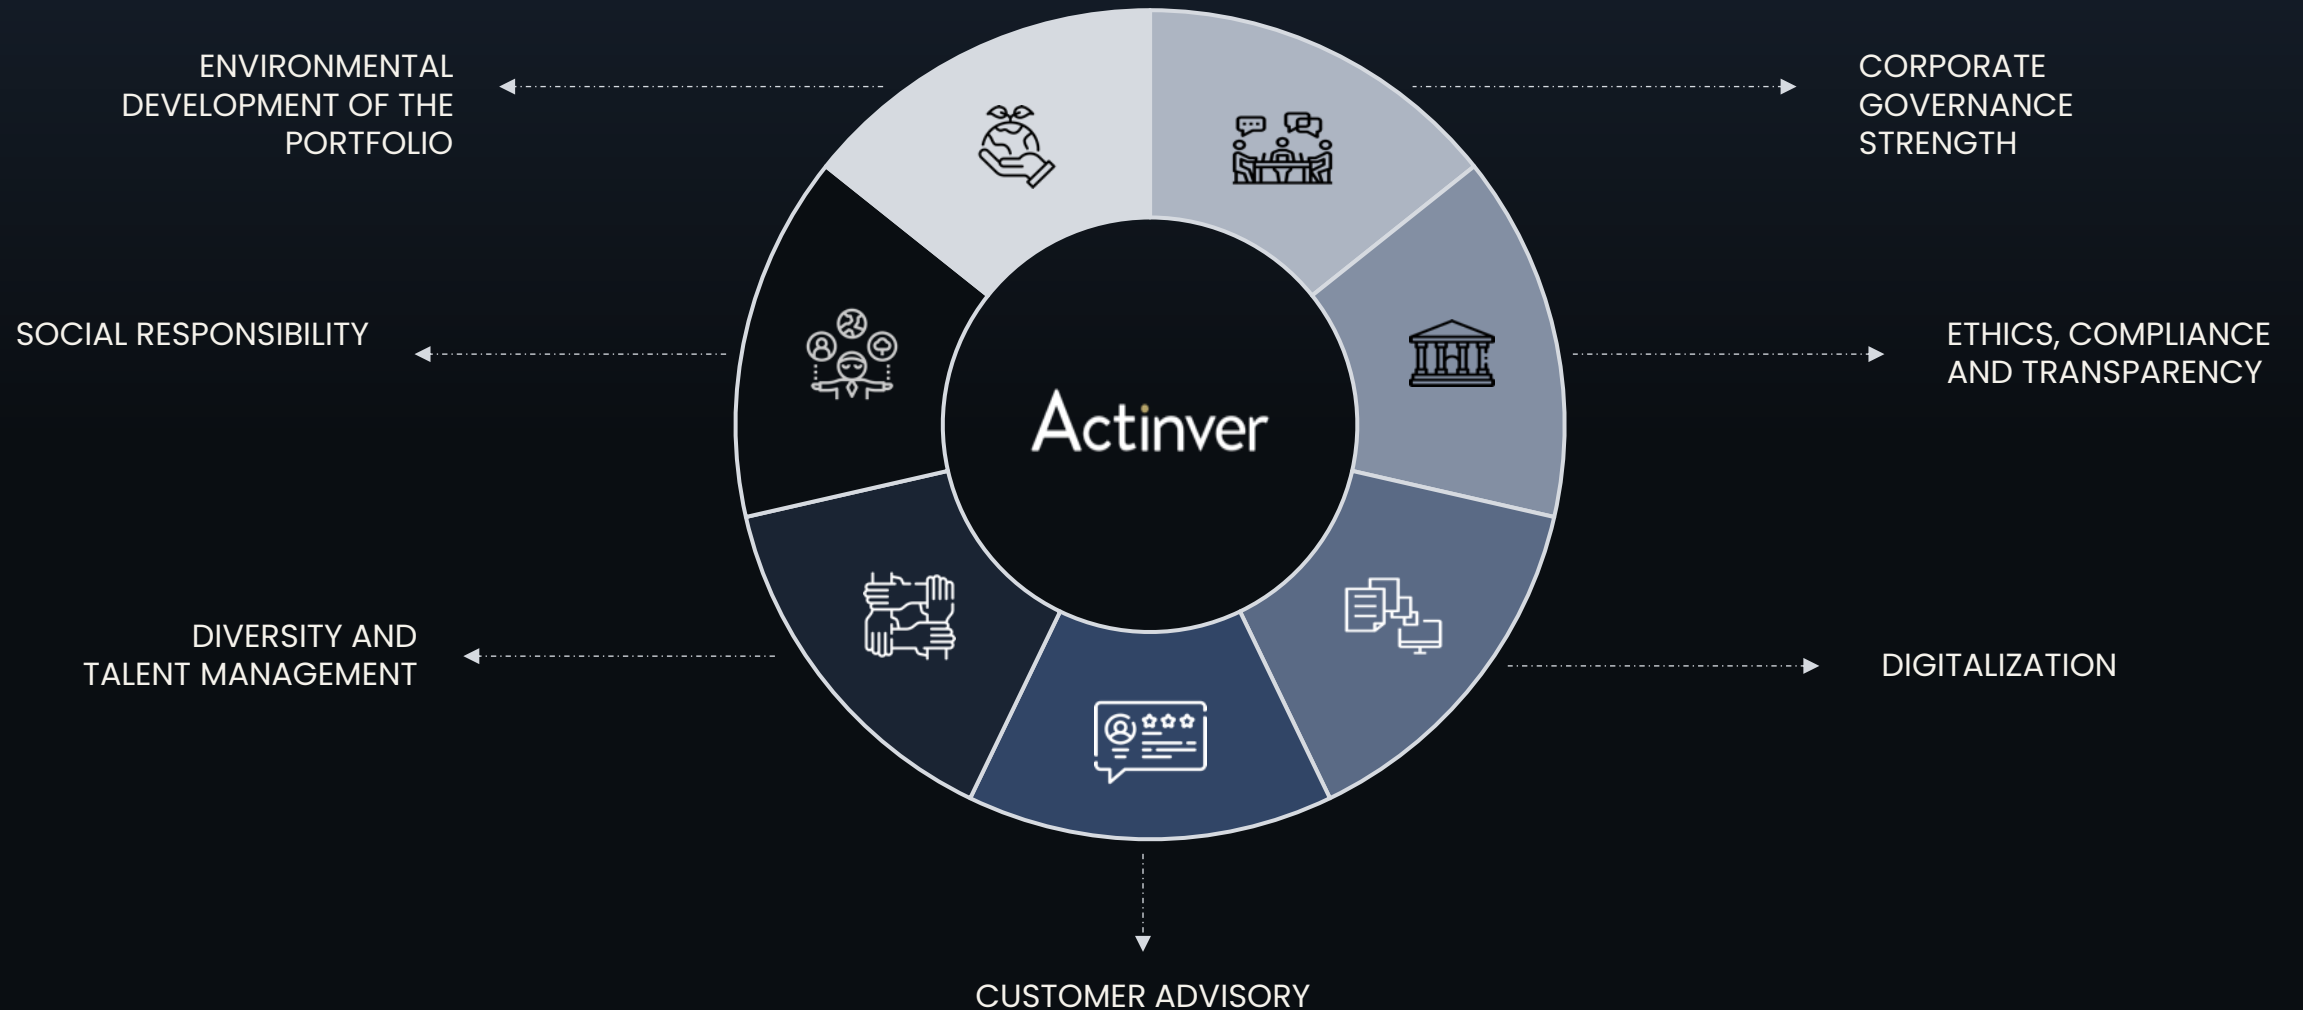 ENVIRONMENTAL
DEVELOPMENT OF THE
PORTFOLIO
CORPORATE
GOVERNANCE
STRENGTH
SOCIAL RESPONSIBILITY
ETHICS, COMPLIANCE
AND TRANSPARENCY
Actinver
DIVERSITY AND
TALENT MANAGEMENT
DIGITALIZATION
CUSTOMER ADVISORY